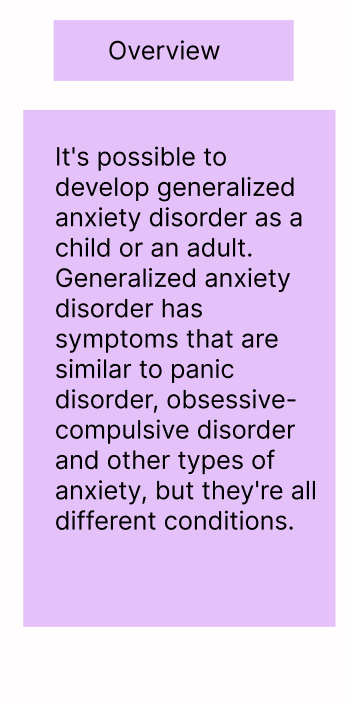 Overview
It's possible to
develop generalized
anxiety disorder as a
child or an adult.
Generalized anxiety
disorder has
symptoms that are
similar to panic
disorder, obsessive-
compulsive disorder
and other types of
anxiety, but they're all
different conditions.